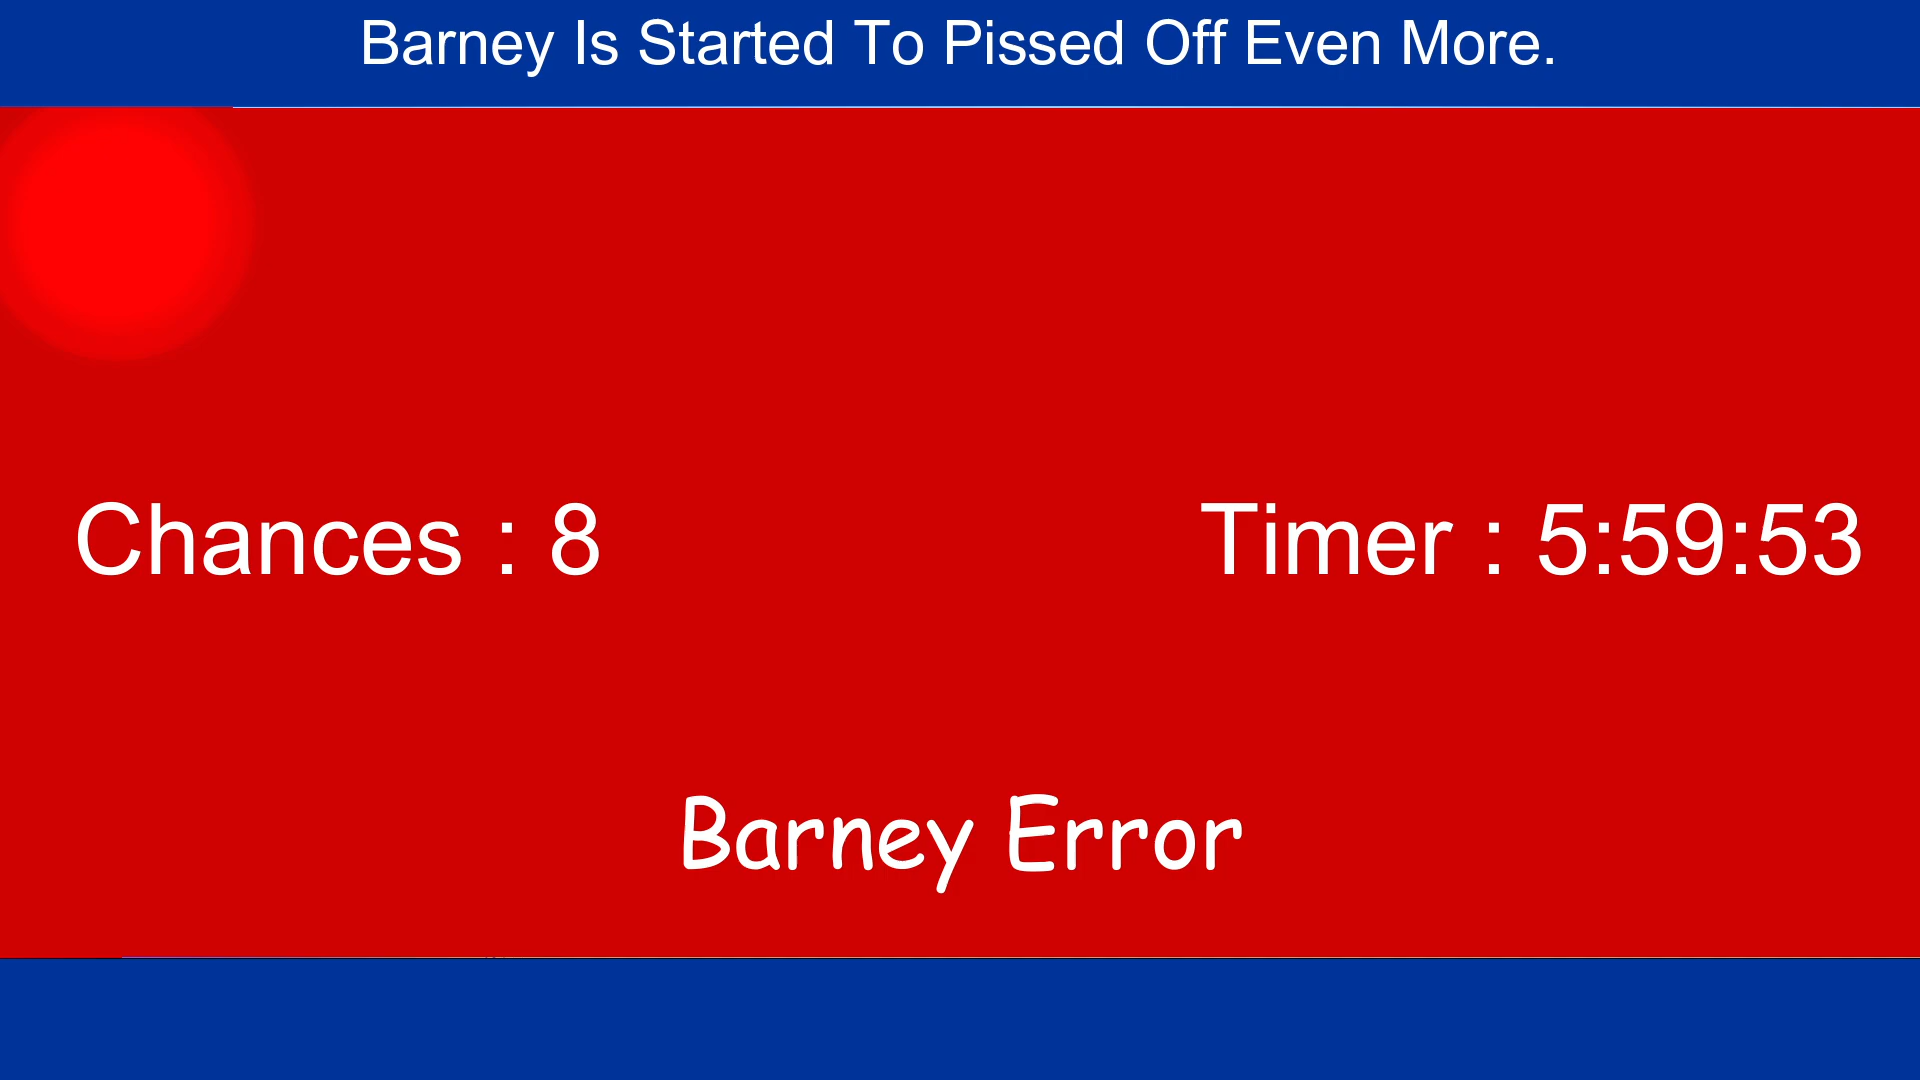 Barney Is Started To Pissed Off Even More.
Chances : 8
Timer : 5:59:53
Barney Error